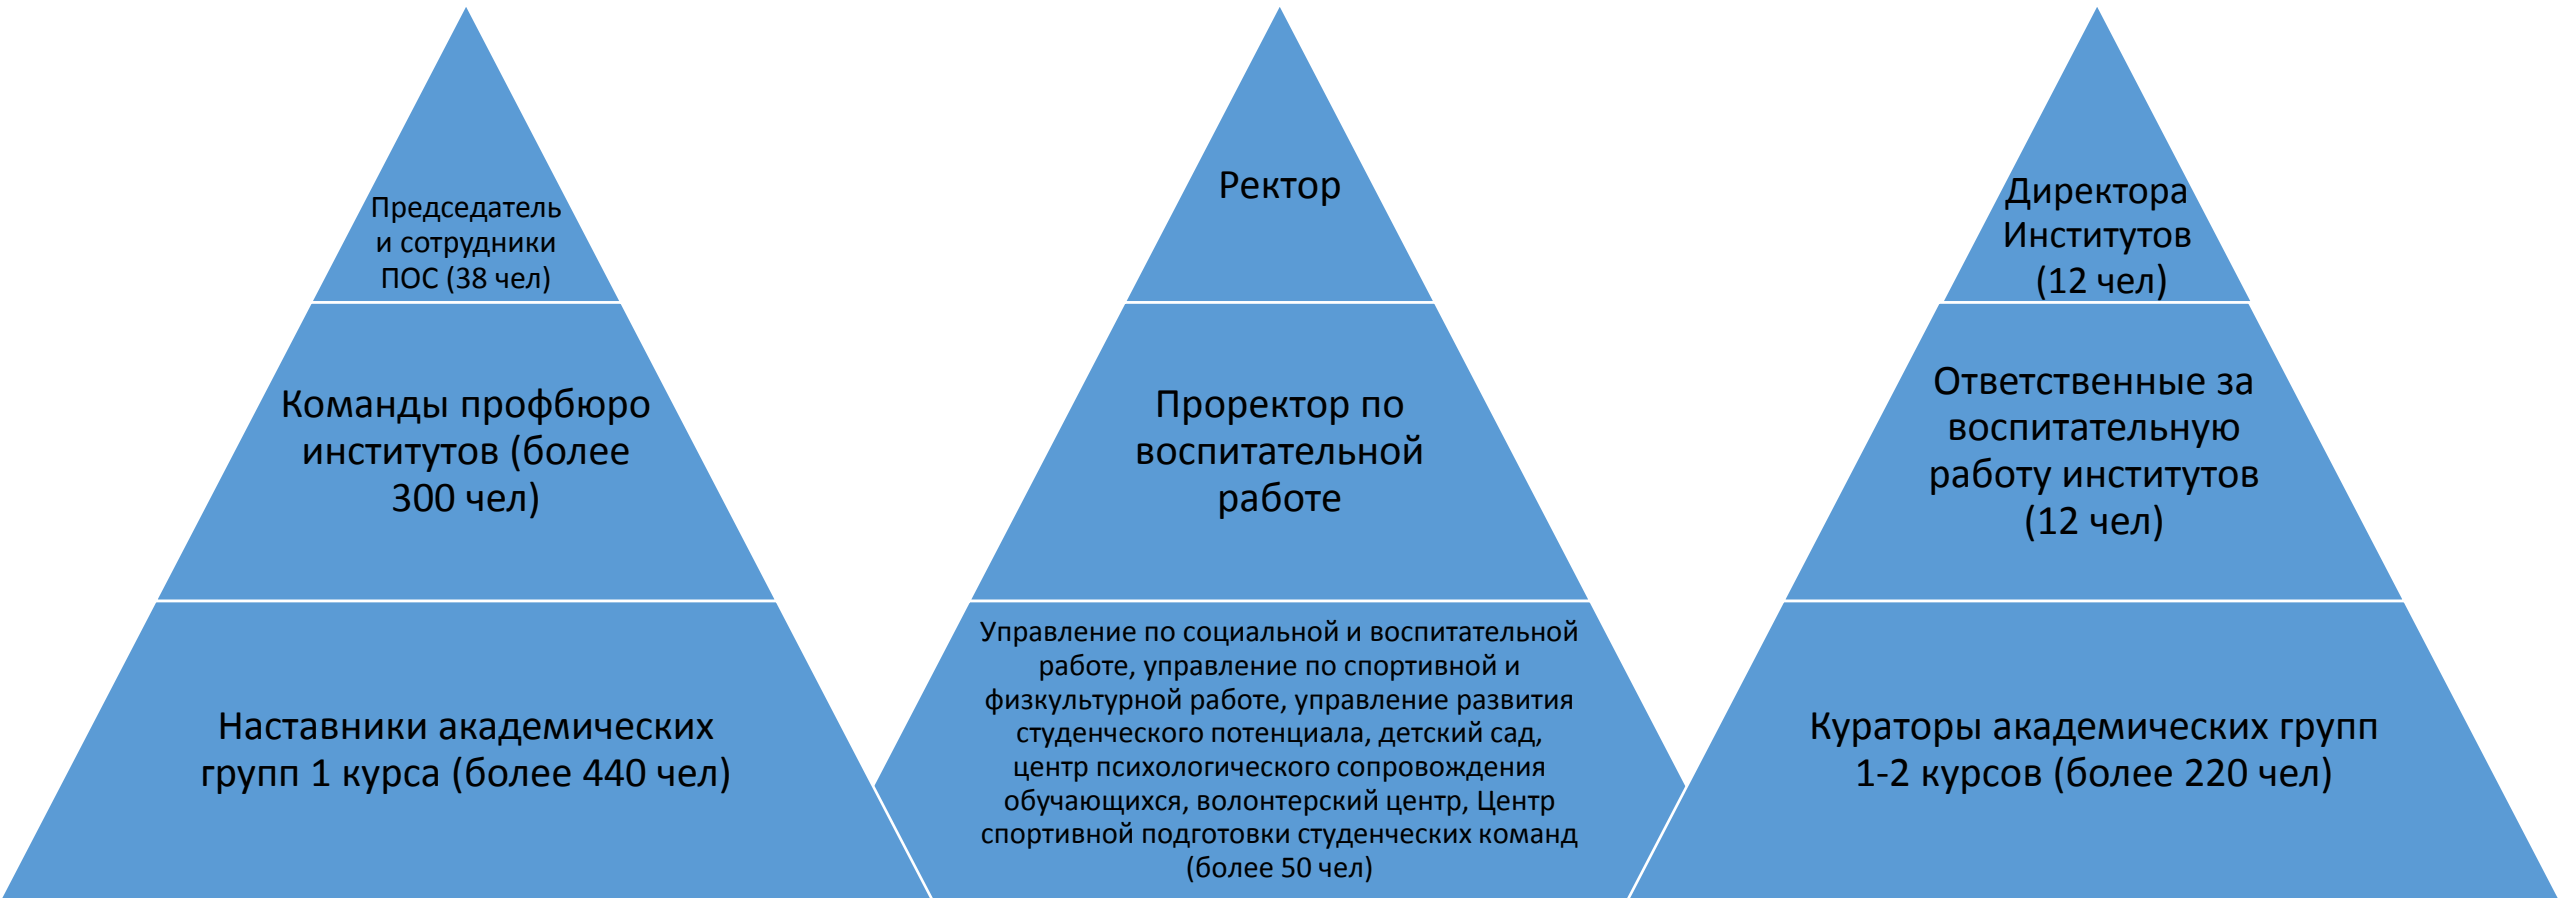 Председатель
и сотрудники
ПОС (38 чел)
Команды профбюро
институтов (более
300 чел)
Наставники академических
групп 1 курса (более 440 чел)
Ректор
Проректор по
воспитательной
работе
Управление по социальной и воспитательной
работе, управление по спортивной и
физкультурной работе, управление развития
студенческого потенциала, детский сад,
центр психологического сопровождения
обучающихся, волонтерский центр, Центр
спортивной подготовки студенческих команд
(более 50 чел)
Директора
Институтов
(12 чел)
Ответственные за
воспитательную
работу институтов
(12 чел)
Кураторы академических групп
1-2 курсов (более 220 чел)